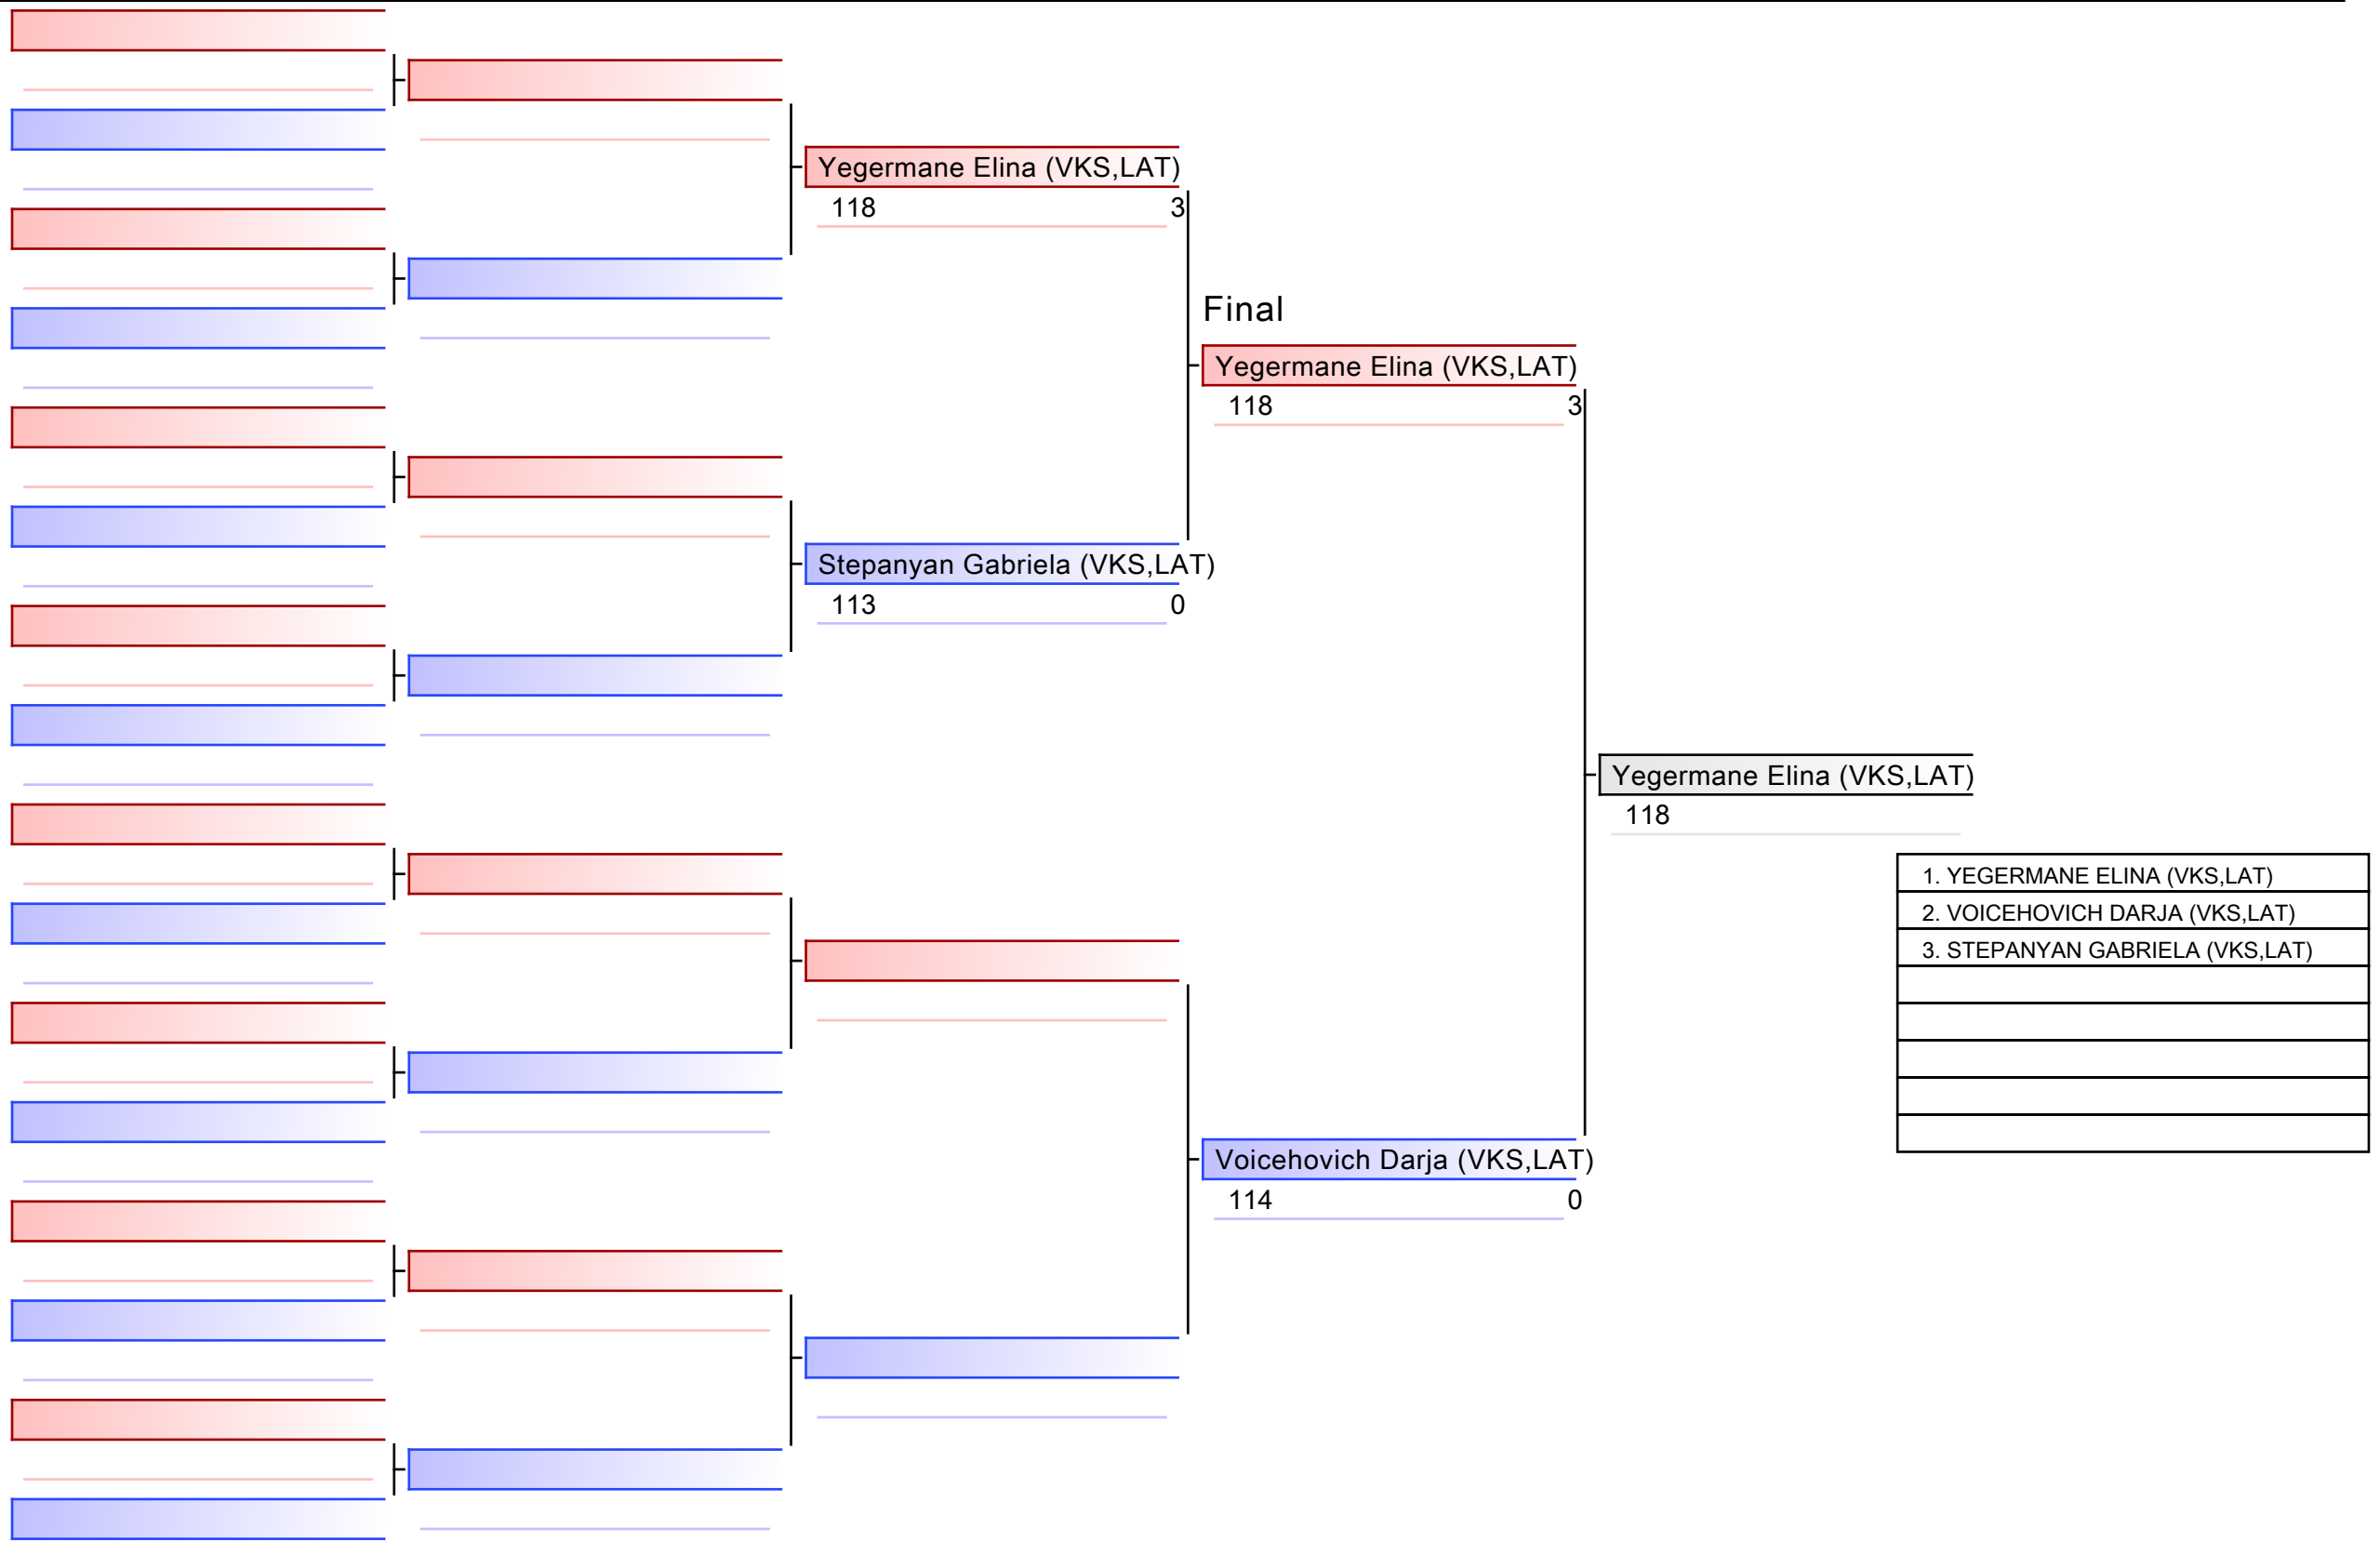 Yegermane Elina (VKS,LAT)
118 3
Final
Yegermane Elina (VKS,LAT)
118 3
Stepanyan Gabriela (VKS,LAT)
113 0
Yegermane Elina (VKS,LAT)
118
1. YEGERMANE ELINA (VKS,LAT)
2. VOICEHOVICH DARJA (VKS,LAT)
3. STEPANYAN GABRIELA (VKS,LAT)
Voicehovich Darja (VKS,LAT)
114 0